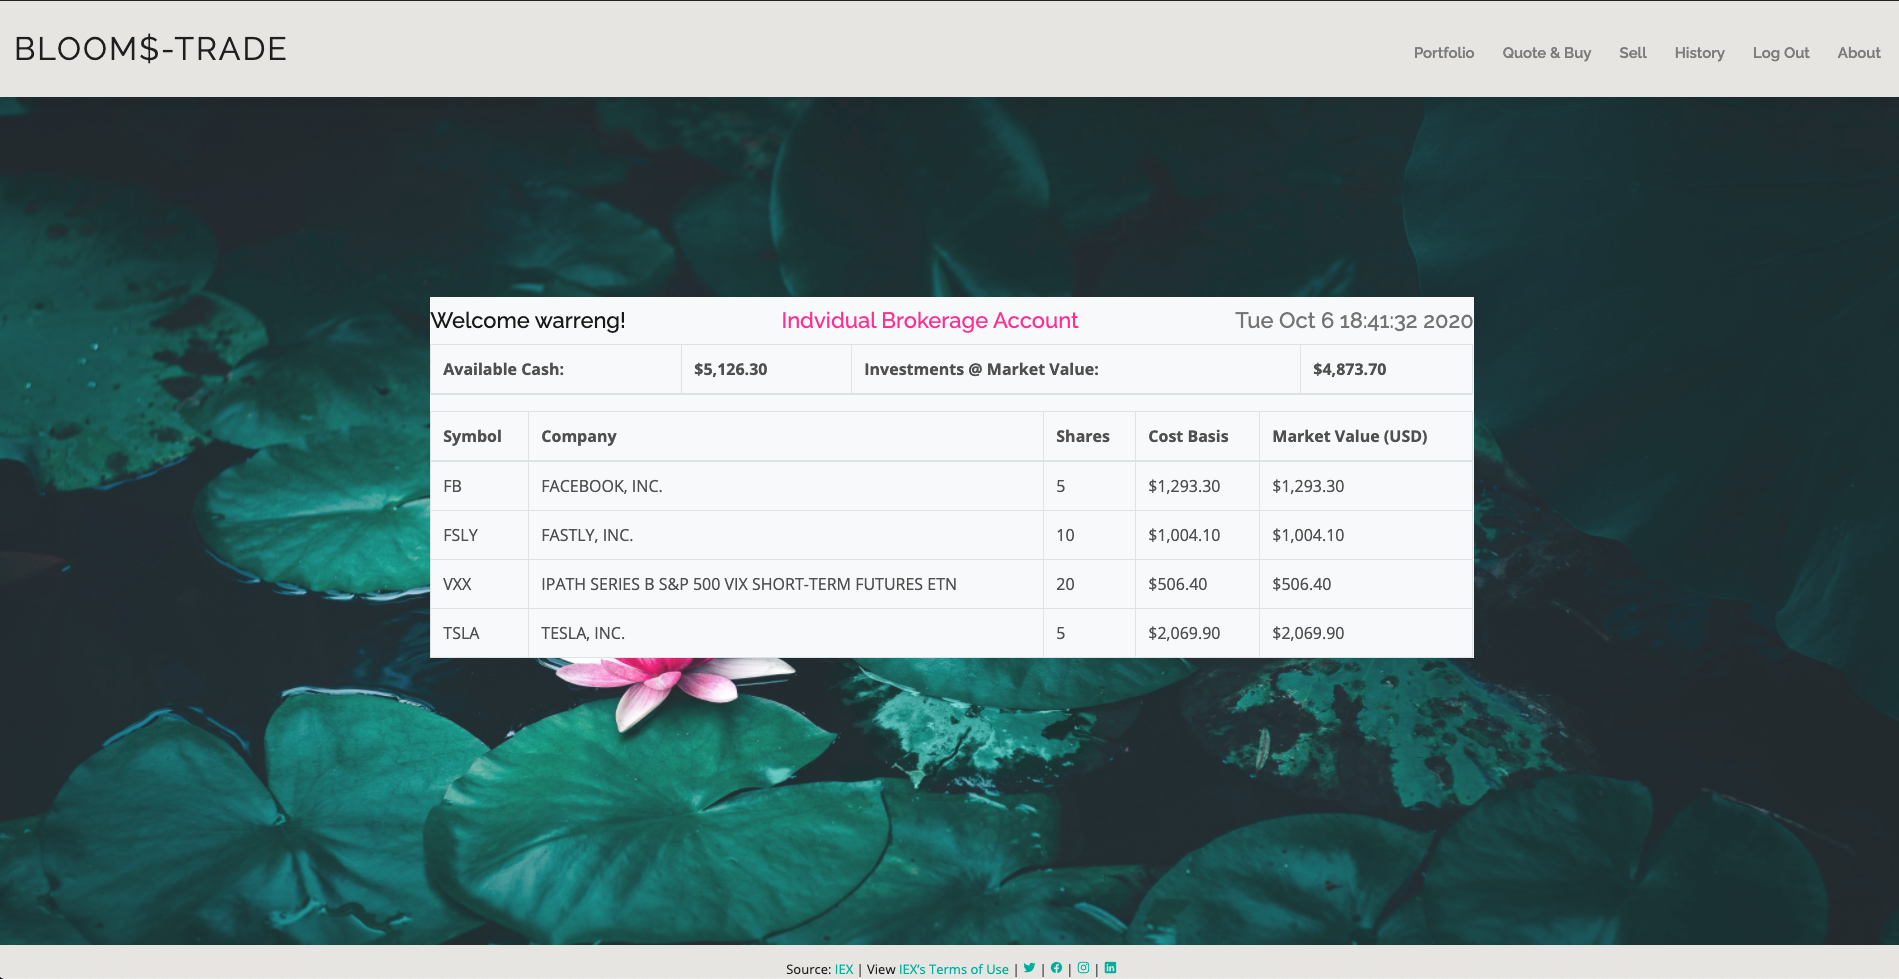 BLOOM$-TRADE
Portfolio Quote & Buy Sell History Log Out About
Welcome warreng! Indvidual Brokerage Account Tue Oct 6 18:41:32 2020
Available Cash: $5,126.30 Investments @ Market Value: $4,873.70
Symbol Company Shares Cost Basis Market Value (USD)
FB FACEBOOK, INC. 5 $1,293.30 $1,293.30
FSLY FASTLY, INC. 10 $1,004.10 $1,004.10
VXX IPATH SERIES B S&P 500 VIX SHORT-TERM FUTURES ETN 20 $506.40 $506.40
TSLA TESLA, INC. 5 $2,069.90 $2,069.90
Source: IEX | View IEX's Terms of Use | | | |